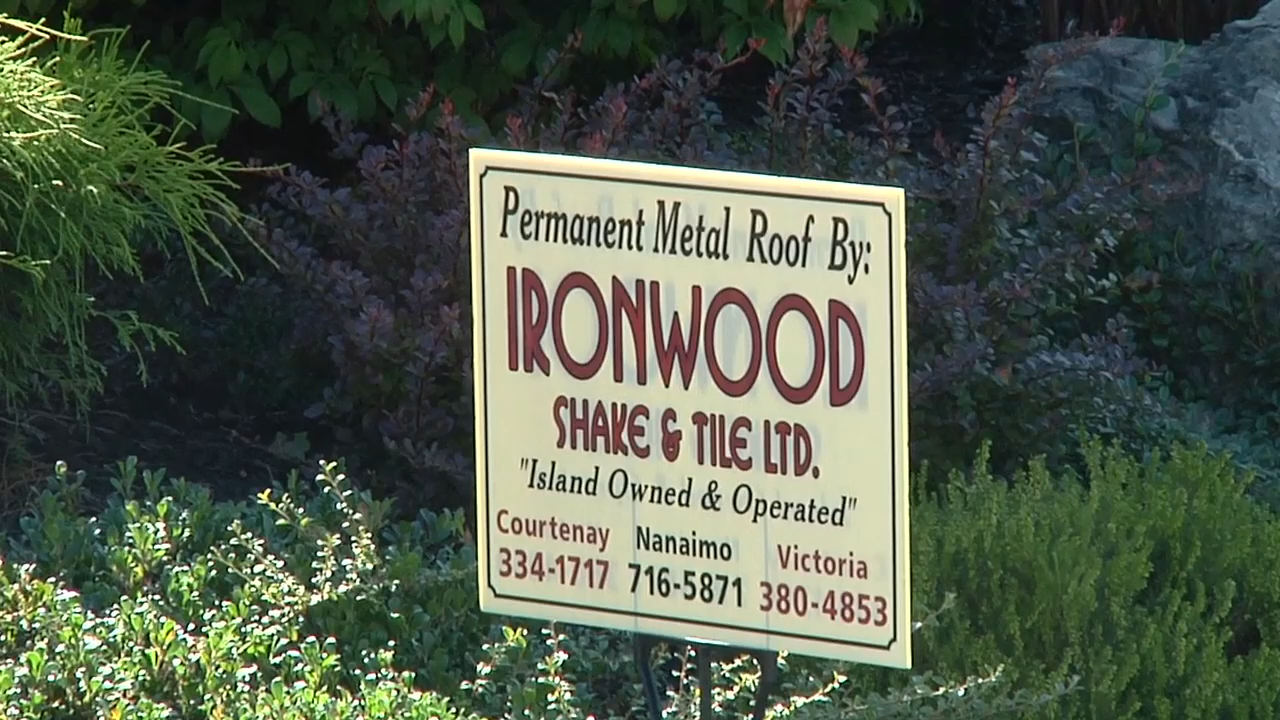 Permanent Metal Roof By:
IRONWOOD
SHAKE & TILE LTD.
"Island Owned & Operated"
Courtenay Nanaimo Victoria
334-1717 716-5871 380-4853